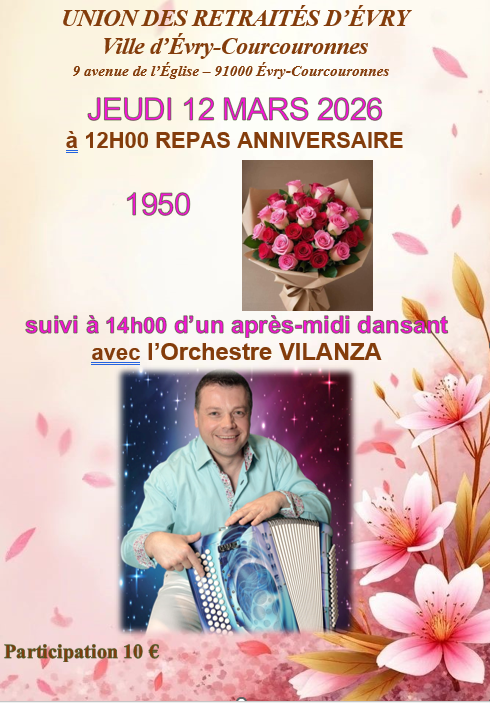 UNION DES RETRAITÉS D’ÉVRY
Ville d’Évry-Courcouronnes
9 avenue de l’Église – 91000 Évry-Courcouronnes
JEUDI 12 MARS 2026
à 12H00 REPAS ANNIVERSAIRE
1950
suivi à 14h00 d’un après-midi dansant
avec l’Orchestre VILANZA
Participation 10 €